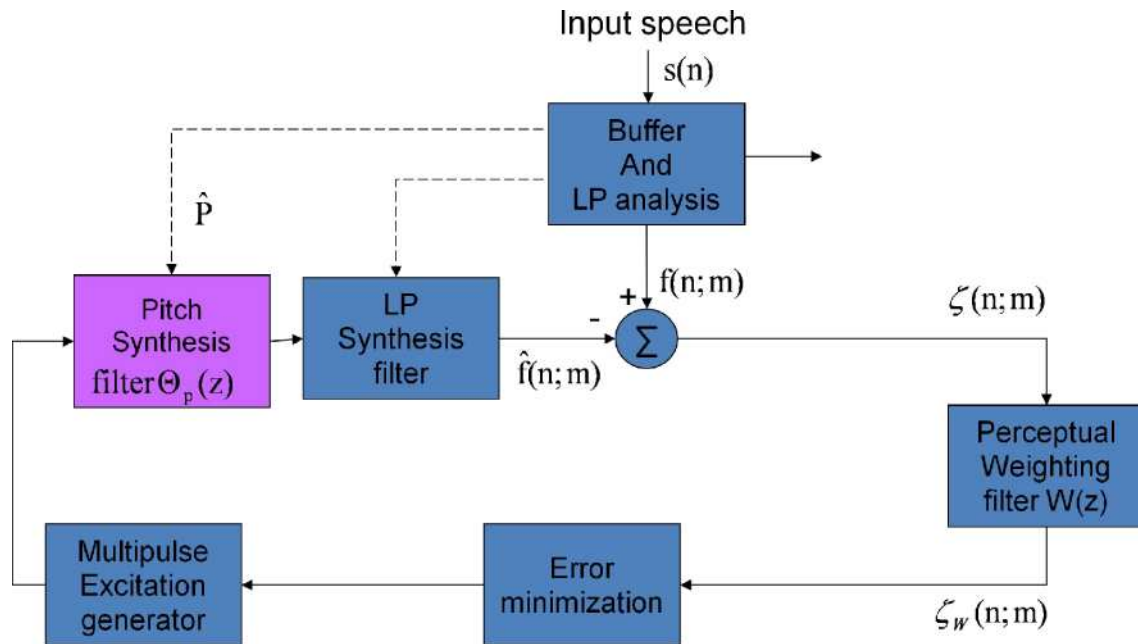 Input speech
s(n)
Buffer
And
LP analysis
P̂
f(n; m)
+
-
Σ
f̂(n; m)
ζ(n; m)
Pitch
Synthesis
filter Θₚ(z)
LP
Synthesis
filter
Perceptual
Weighting
filter W(z)
Multipulse
Excitation
generator
Error
minimization
ζ_W(n; m)